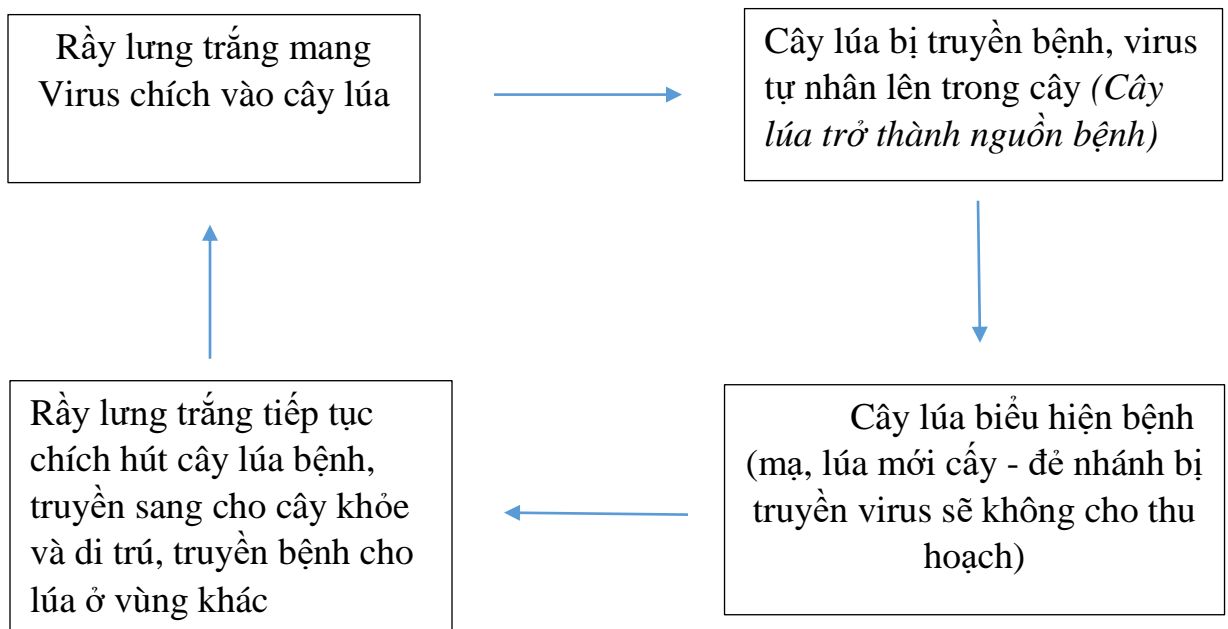 Rầy lưng trắng mang
Virus chích vào cây lúa
Cây lúa bị truyền bệnh, virus
tự nhân lên trong cây (Cây
lúa trở thành nguồn bệnh)
Cây lúa biểu hiện bệnh
(mạ, lúa mới cấy - đẻ nhánh bị
truyền virus sẽ không cho thu
hoạch)
Rầy lưng trắng tiếp tục
chích hút cây lúa bệnh,
truyền sang cho cây khỏe
và di trú, truyền bệnh cho
lúa ở vùng khác